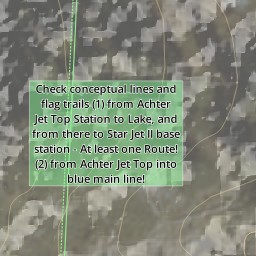 Check conceptual lines and
flag trails (1) from Achter
Jet Top Station to Lake, and
from there to Star Jet II base
station - At least one Route!
(2) from Achter Jet Top into
blue main line!